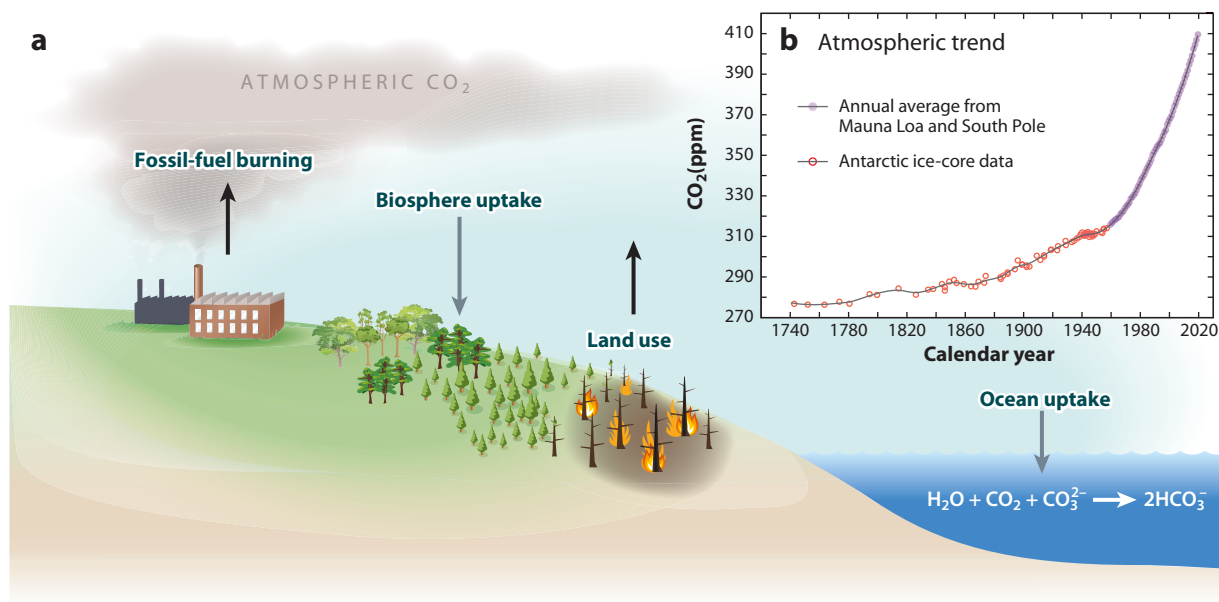 a
ATMOSPHERIC CO₂
Fossil-fuel burning
Biosphere uptake
Land use
Ocean uptake
H₂O + CO₂ + CO₃²⁻ → 2HCO₃⁻
b Atmospheric trend
Annual average from
Mauna Loa and South Pole
Antarctic ice-core data
CO₂(ppm)
410
390
370
350
330
310
290
270
1740 1780 1820 1860 1900 1940 1980 2020
Calendar year